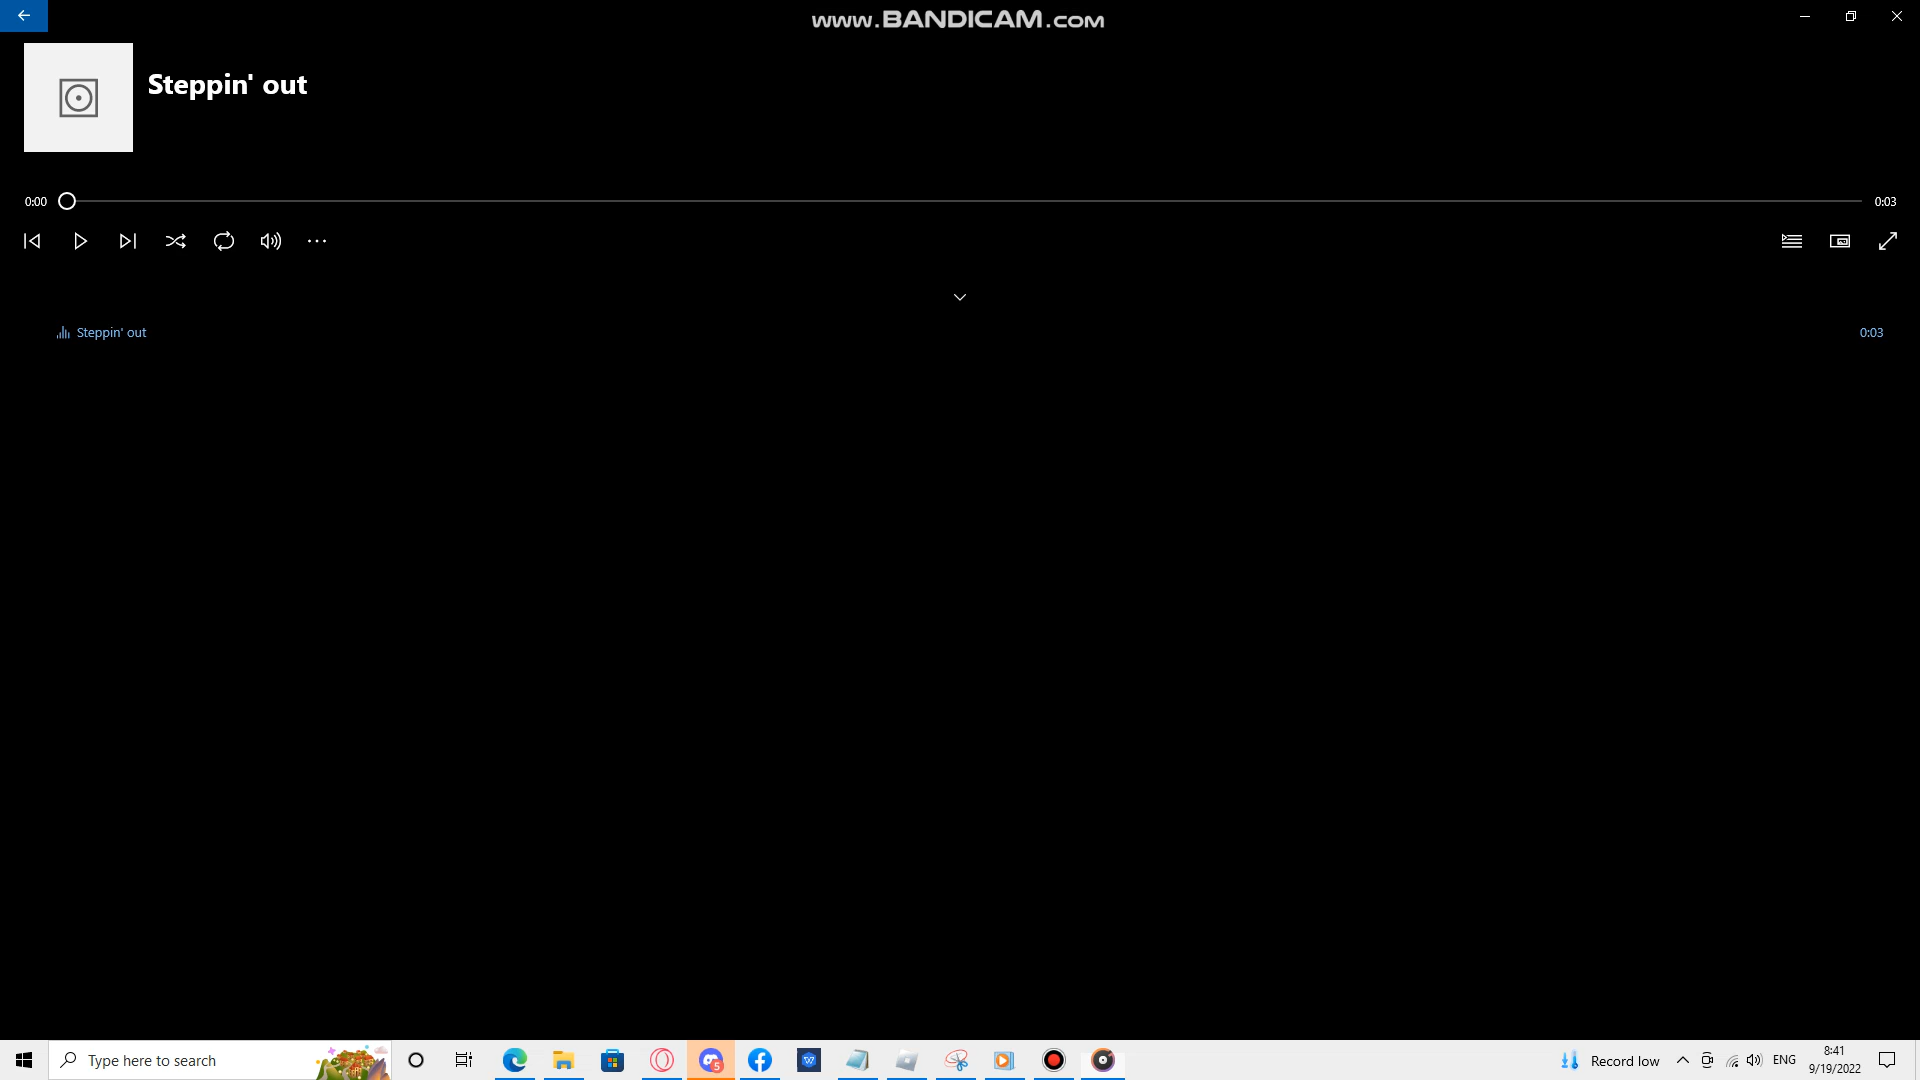 www.BANDICAM.com
Steppin' out
0:00
0:03
Steppin' out
0:03
Type here to search
5
Record low
ENG
8:41
9/19/2022